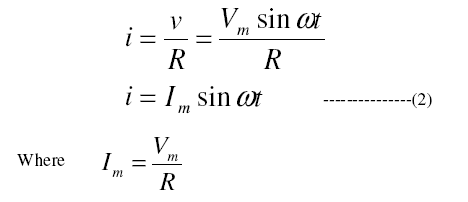 i = v/R = V_m sin ωt/R
i = I_m sin ωt ---------------(2)
Where I_m = V_m/R